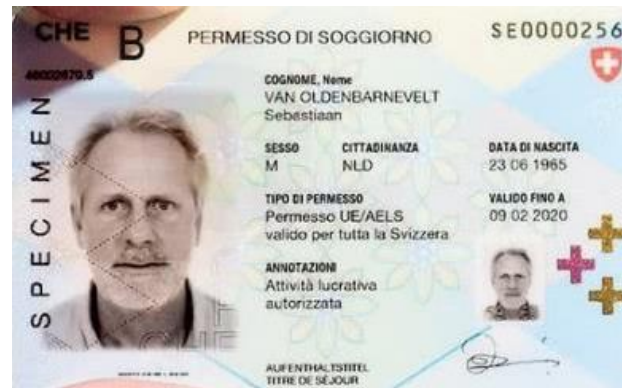 CHE B PERMESSO DI SOGGIORNO SE0000256
COGNOME, Nome
VAN OLDENBARNEVELT
Sebastiaan
SESSO CITTADINANZA DATA DI NASCITA
M NLD 23 06 1965
TIPO DI PERMESSO VALIDO FINO A
Permesso UE/AELS 09 02 2020
valido per tutta la Svizzera
ANNOTAZIONI
Attività lucrativa
autorizzata
AUFENTHALTSTITEL
TITRE DE SÉJOUR
SPECIMEN